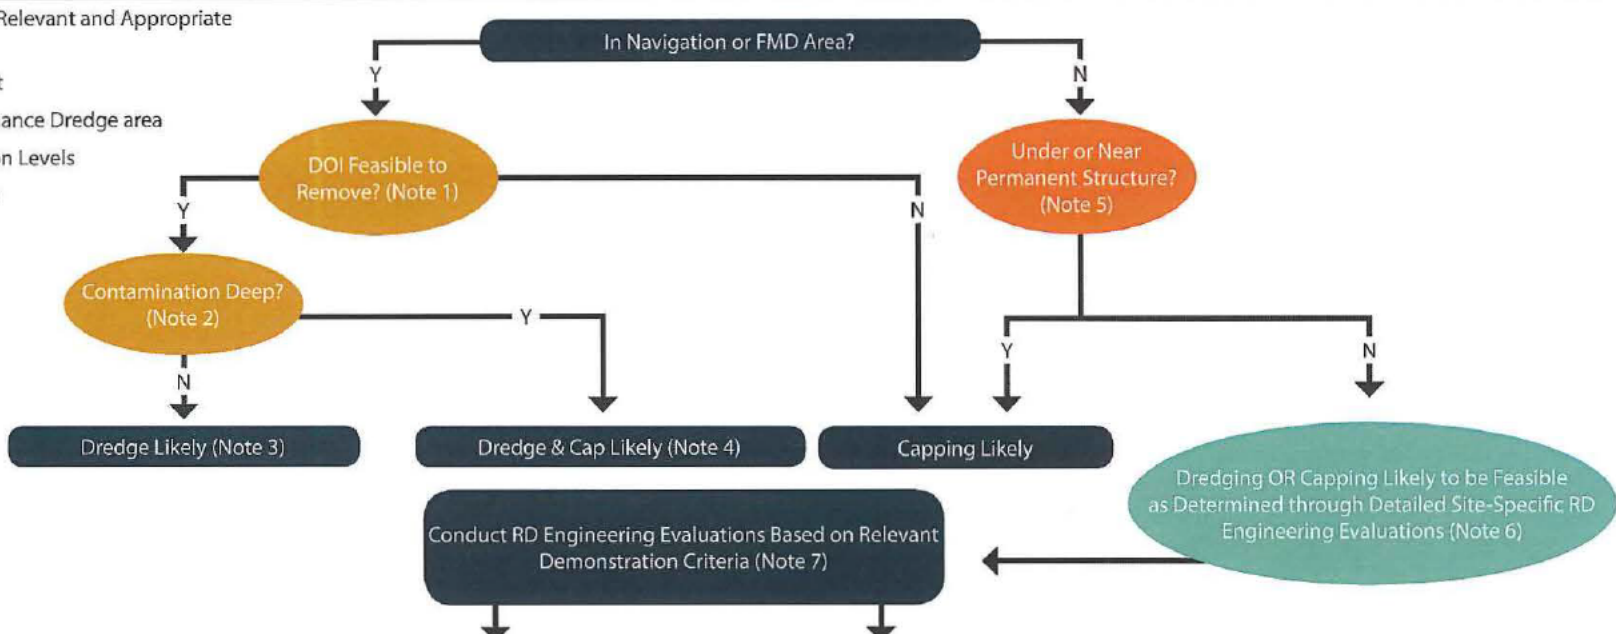 Relevant and Appropriate
In Navigation or FMD Area?
Y
N
ance Dredge area
n Levels
DOI Feasible to
Remove? (Note 1)
Under or Near
Permanent Structure?
(Note 5)
Y
N
Contamination Deep?
(Note 2)
Y
N
Y
N
Dredge Likely (Note 3)
Dredge & Cap Likely (Note 4)
Capping Likely
Dredging OR Capping Likely to be Feasible
as Determined through Detailed Site-Specific RD
Engineering Evaluations (Note 6)
Conduct RD Engineering Evaluations Based on Relevant
Demonstration Criteria (Note 7)